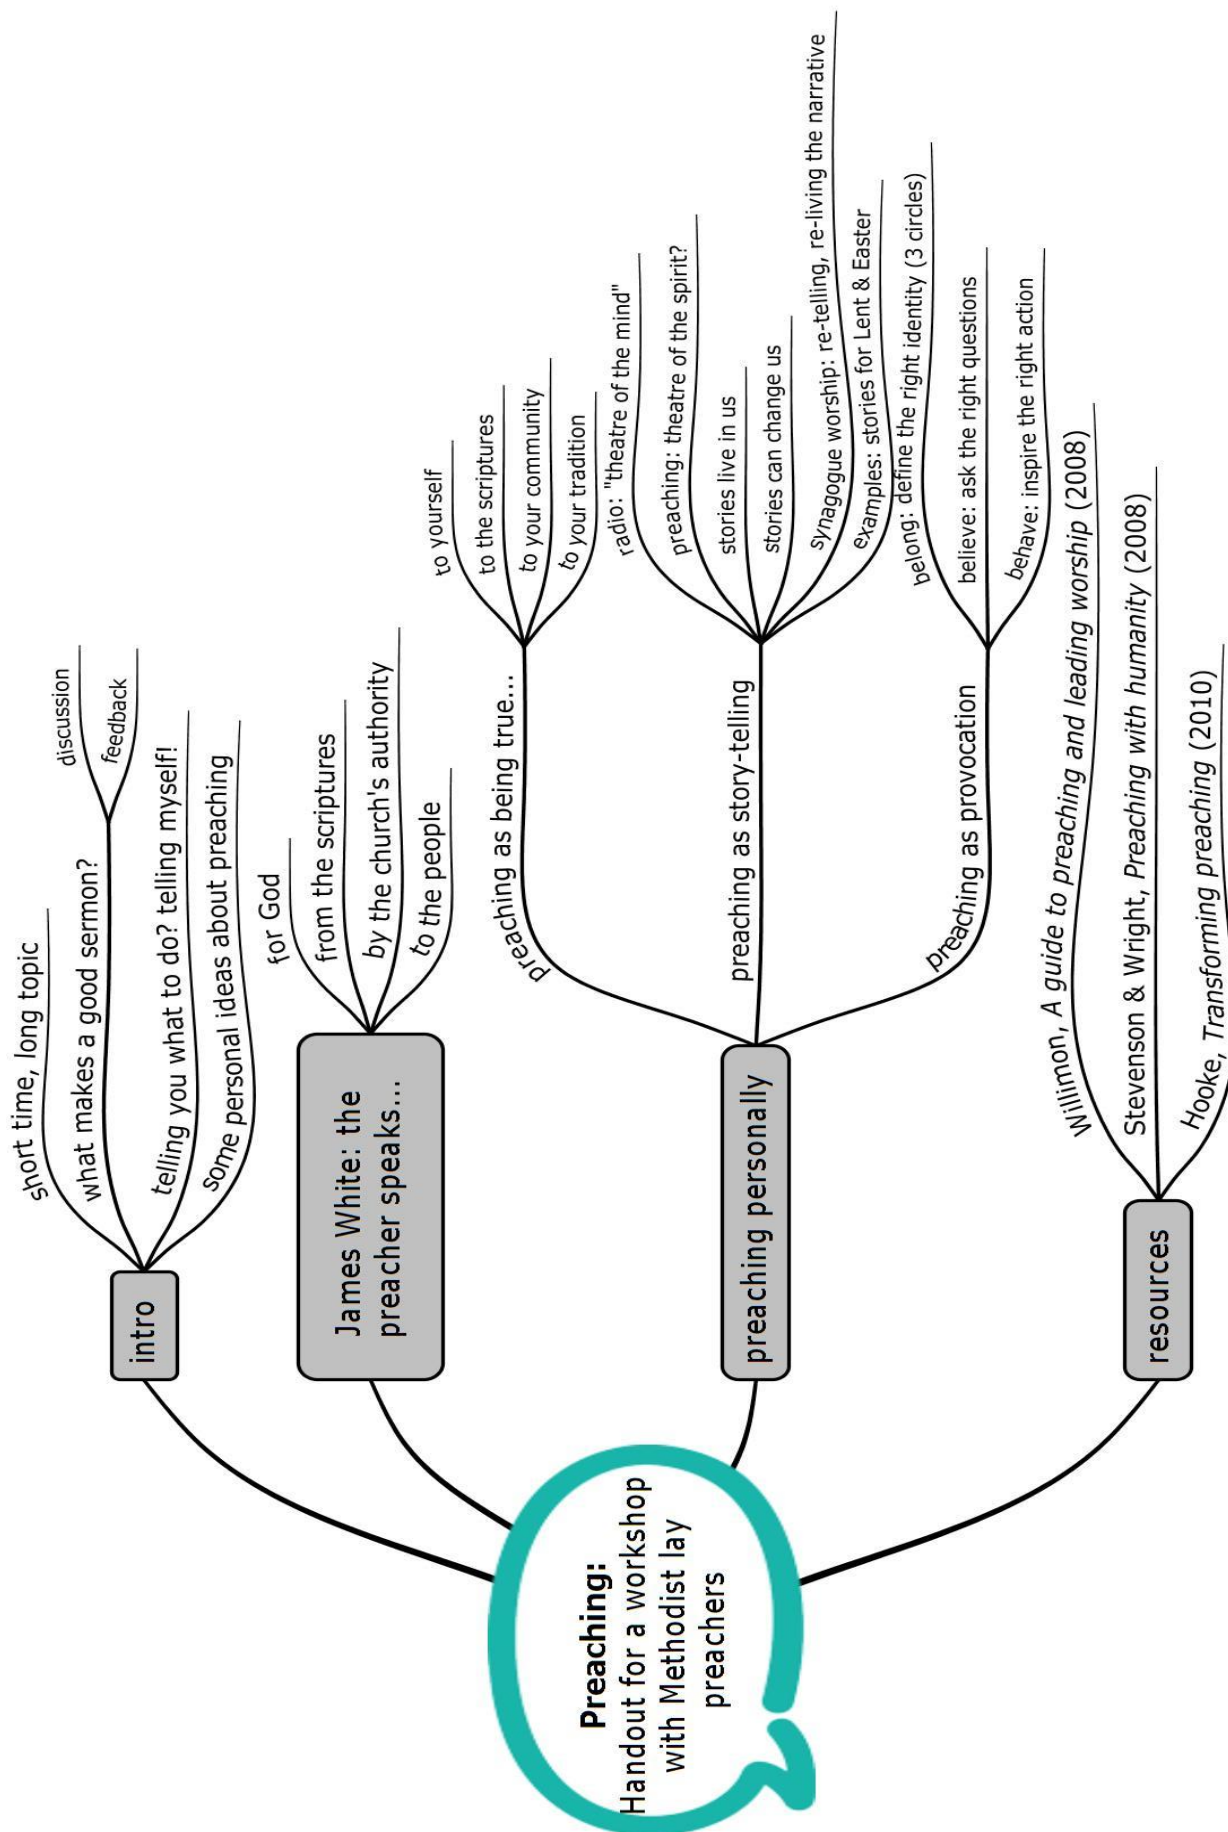 Preaching:
Handout for a workshop
with Methodist lay
preachers
intro
short time, long topic
what makes a good sermon?
discussion
feedback
telling you what to do? telling myself!
some personal ideas about preaching
James White: the
preacher speaks...
for God
from the scriptures
by the church's authority
to the people
preaching personally
preaching as being true...
to yourself
to the scriptures
to your community
to your tradition
preaching as story-telling
radio: "theatre of the mind"
preaching: theatre of the spirit?
stories live in us
stories can change us
synagogue worship: re-telling, re-living the narrative
examples: stories for Lent & Easter
preaching as provocation
belong: define the right identity (3 circles)
believe: ask the right questions
behave: inspire the right action
resources
Willimon, A guide to preaching and leading worship (2008)
Stevenson & Wright, Preaching with humanity (2008)
Hooke, Transforming preaching (2010)